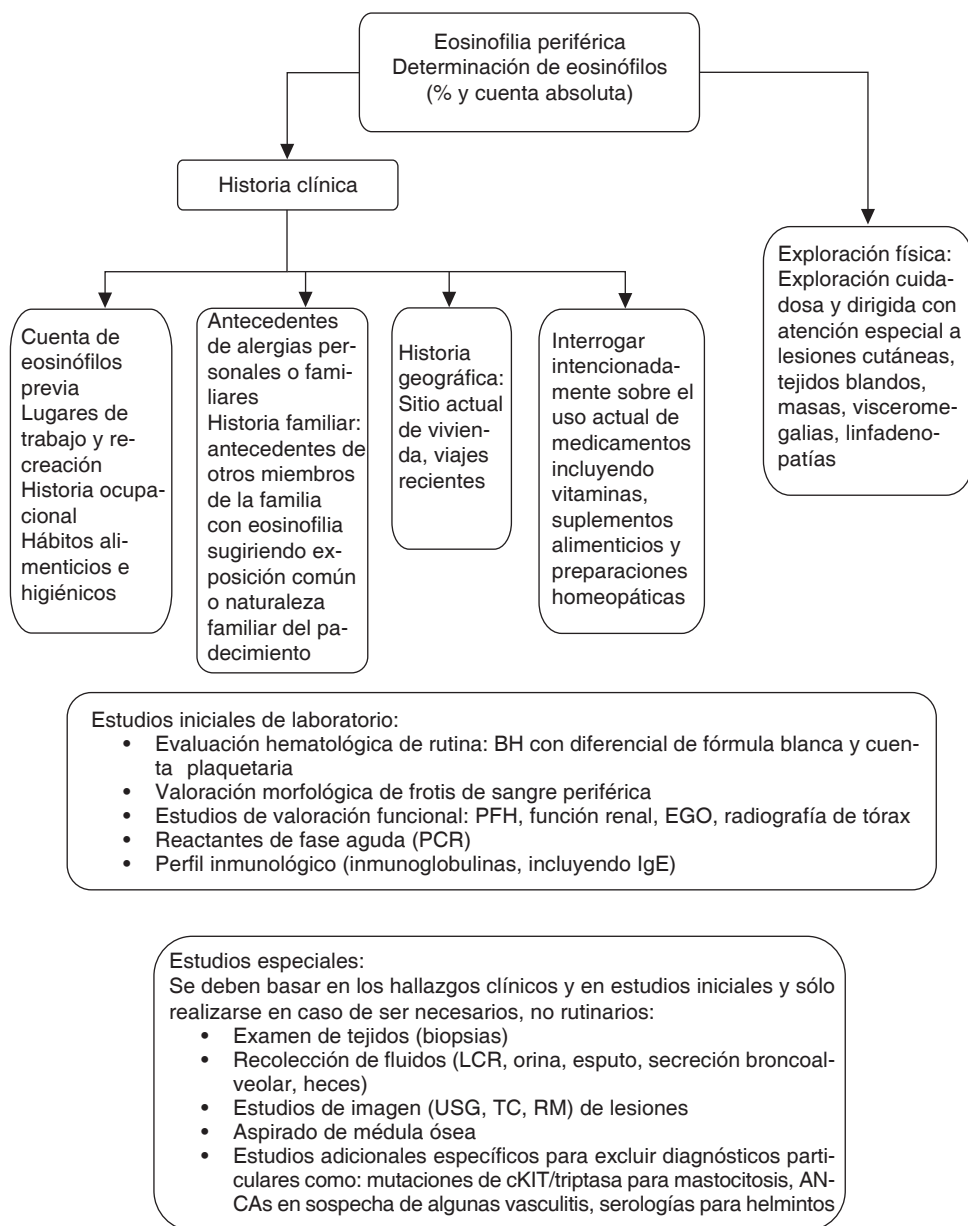 Eosinofilia periférica
Determinación de eosinófilos
(% y cuenta absoluta)
Historia clínica
Cuenta de
eosinófilos
previa
Lugares de
trabajo y re-
creación
Historia ocupa-
cional
Hábitos ali-
menticios e
higiénicos
Antecedentes
de alergias per-
sonales o fami-
liares
Historia familiar:
antecedentes de
otros miembros
de la familia
con eosinofilia
sugiriendo ex-
posición común
o naturaleza
familiar del pa-
decimiento
Historia
geográfica:
Sitio actual
de vivien-
da, viajes
recientes
Interrogar
intencionada-
mente sobre el
uso actual de
medicamentos
incluyendo
vitaminas,
suplementos
alimenticios y
preparaciones
homeopáticas
Exploración física:
Exploración cuida-
dosa y dirigida con
atención especial a
lesiones cutáneas,
tejidos blandos,
masas, visceróme-
galias, linfadeno-
patías
Estudios iniciales de laboratorio:
• Evaluación hematológica de rutina: BH con diferencial de fórmula blanca y cuen-
ta plaquetaria
• Valoración morfológica de frotis de sangre periférica
• Estudios de valoración funcional: PFH, función renal, EGO, radiografía de tórax
• Reactantes de fase aguda (PCR)
• Perfil inmunológico (inmunoglobulinas, incluyendo IgE)
Estudios especiales:
Se deben basar en los hallazgos clínicos y en estudios iniciales y sólo
realizarse en caso de ser necesarios, no rutinarios:
• Examen de tejidos (biopsias)
• Recolección de fluidos (LCR, orina, esputo, secreción broncoal-
veolar, heces)
• Estudios de imagen (USG, TC, RM) de lesiones
• Aspirado de médula ósea
• Estudios adicionales específicos para excluir diagnósticos parti-
culares como: mutaciones de cKIT/triptasa para mastocitosis, AN-
CAs en sospecha de algunas vasculitis, serologías para helmintos